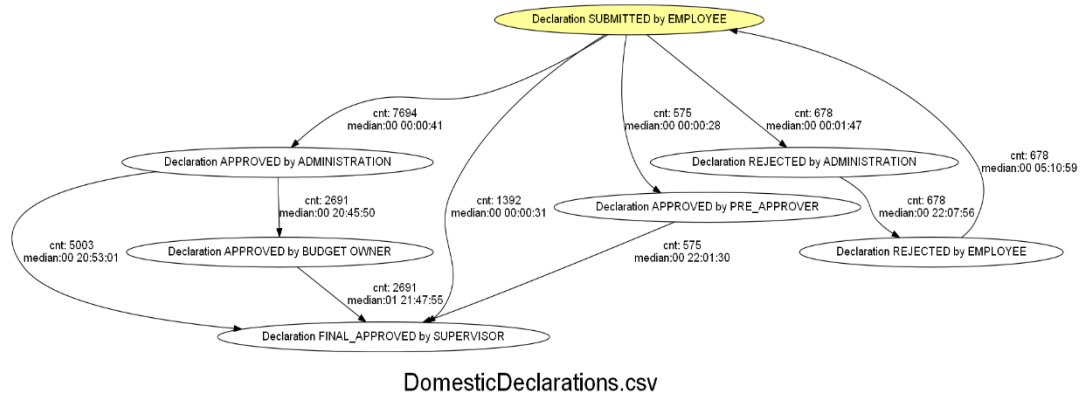 Declaration SUBMITTED by EMPLOYEE
cnt: 7694
median:00 00:00:41
cnt: 575
median:00 00:00:28
cnt: 678
median:00 00:01:47
Declaration APPROVED by ADMINISTRATION
Declaration REJECTED by ADMINISTRATION
cnt: 678
median:00 05:10:59
cnt: 2691
median:00 20:45:50
cnt: 1392
median:00 00:00:31
Declaration APPROVED by PRE_APPROVER
cnt: 678
median:00 22:07:56
cnt: 5003
median:00 20:53:01
Declaration APPROVED by BUDGET OWNER
cnt: 575
median:00 22:01:30
Declaration REJECTED by EMPLOYEE
cnt: 2691
median:01 21:47:55
Declaration FINAL_APPROVED by SUPERVISOR
DomesticDeclarations.csv